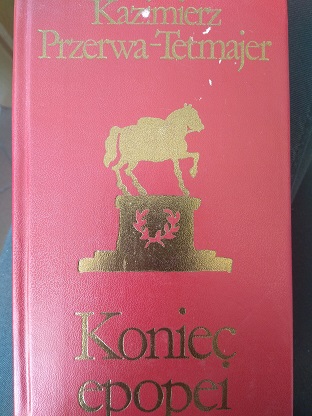 Kazimierz
Przerwa-Tetmajer
Koniec
epopei